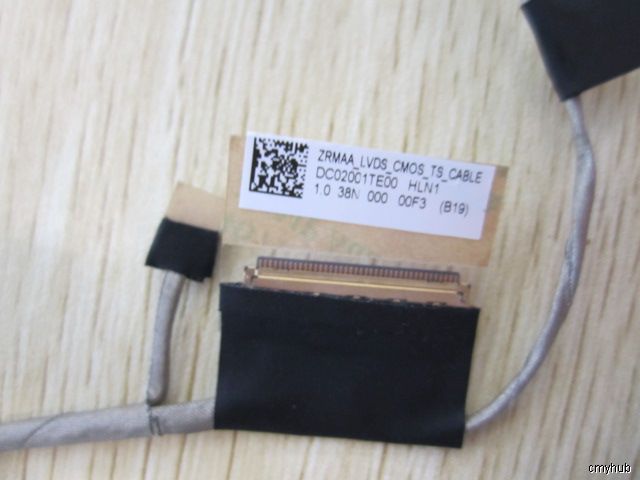 ZRMAA_LVDS_CMOS_TS_CABLE
DC02001TE00 HLN1
1.0 38N 000 00F3 (B19)
cmyhub